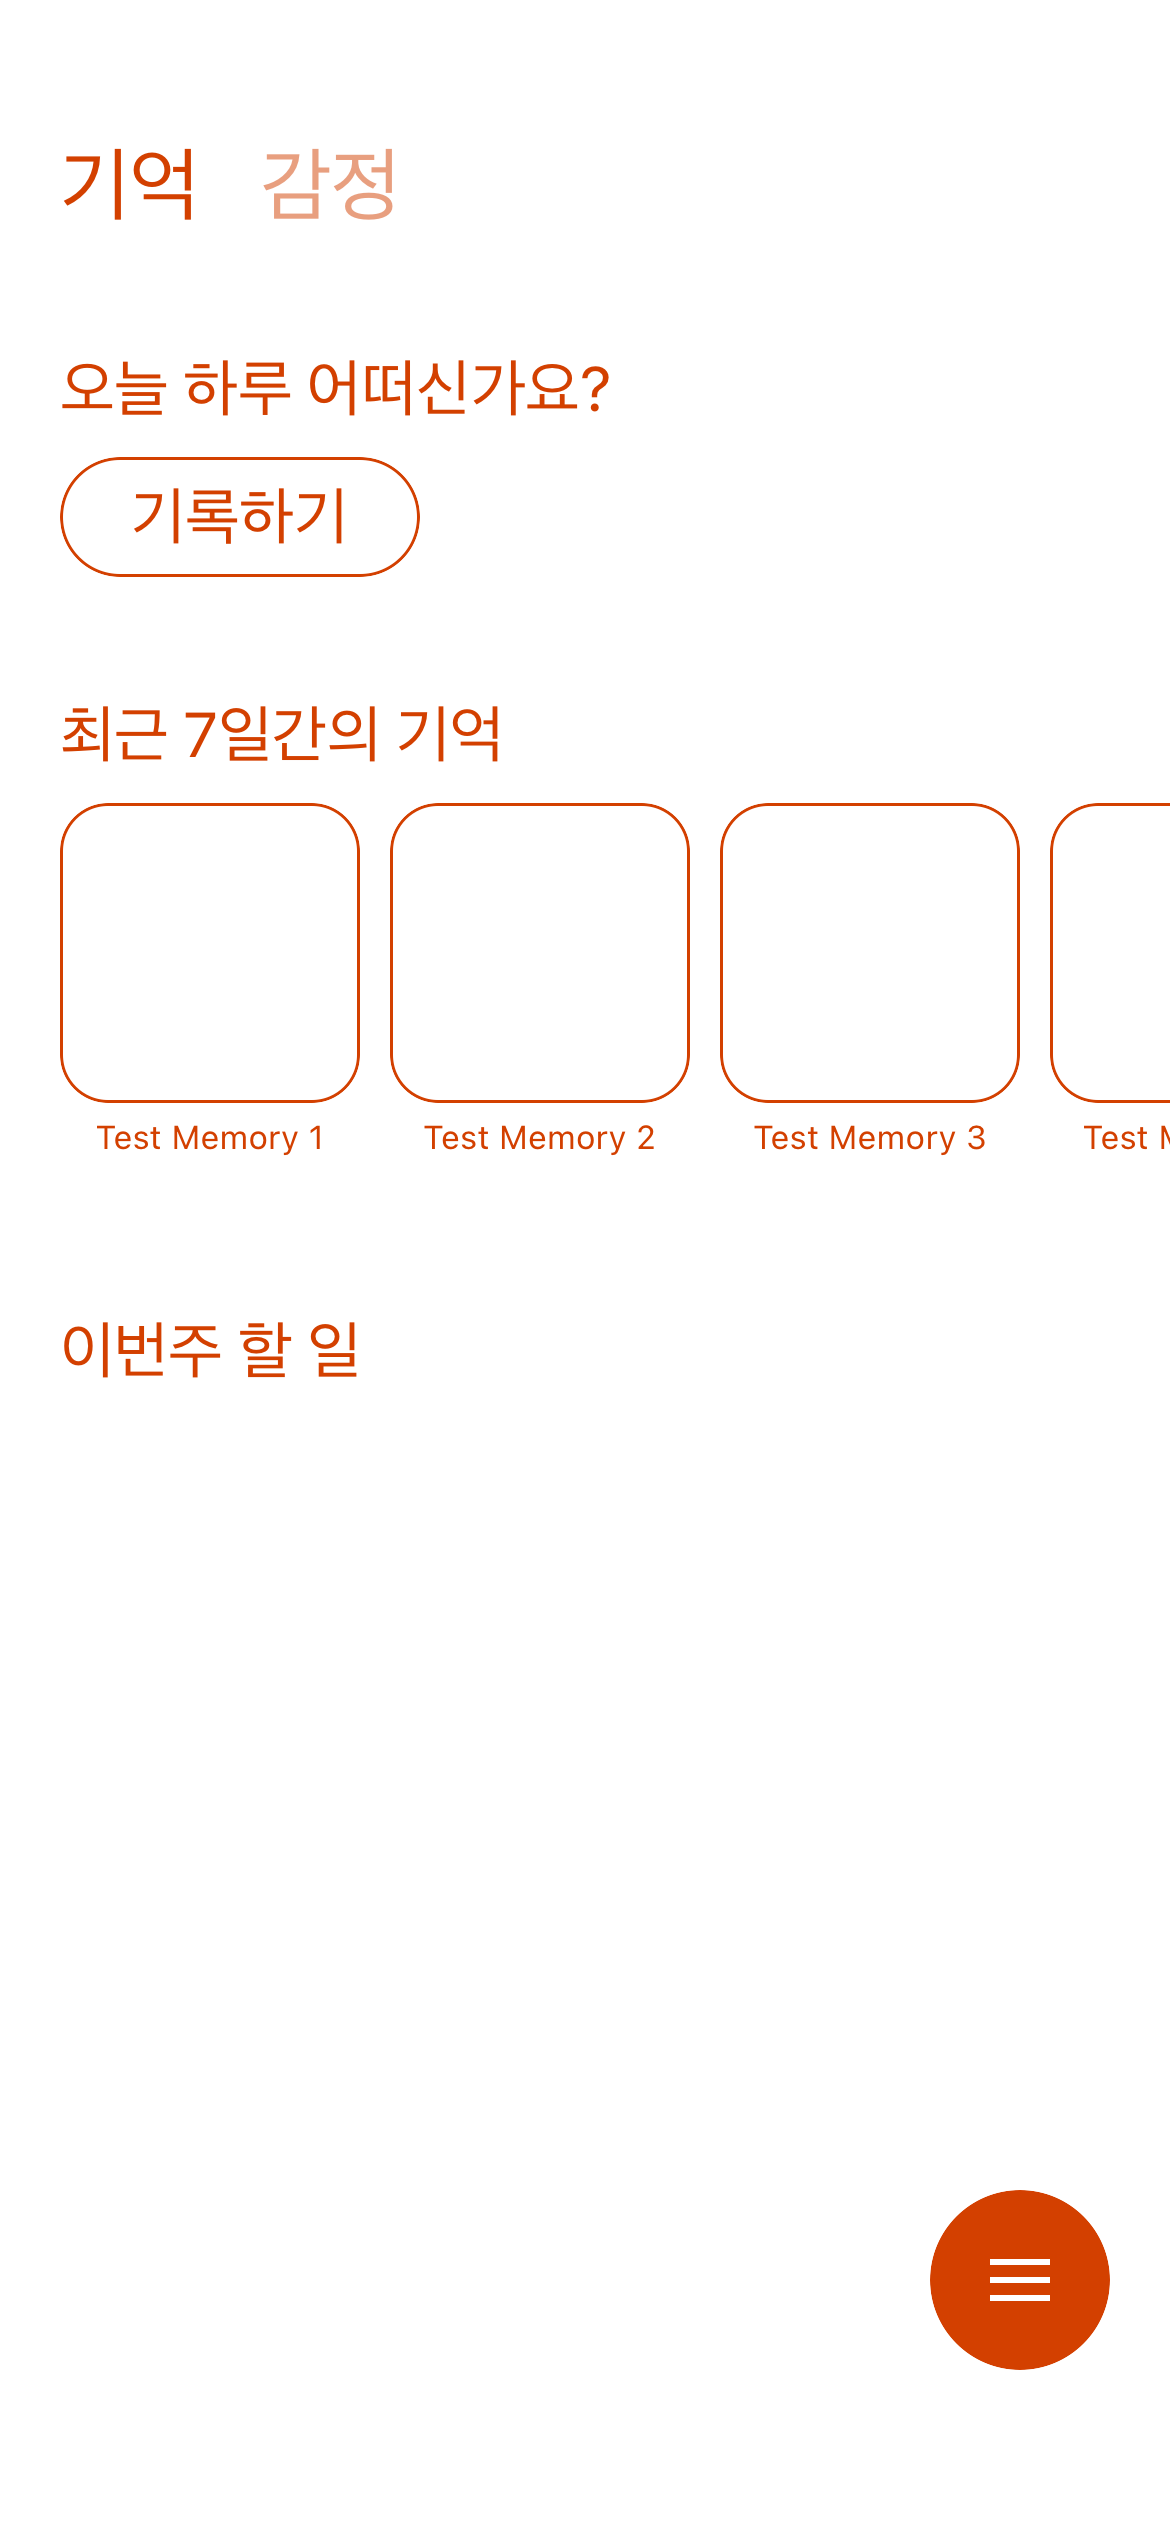 기억 감정
오늘 하루 어떠신가요?
기록하기
최근 7일간의 기억
Test Memory 1 Test Memory 2 Test Memory 3 Test
이번주 할 일